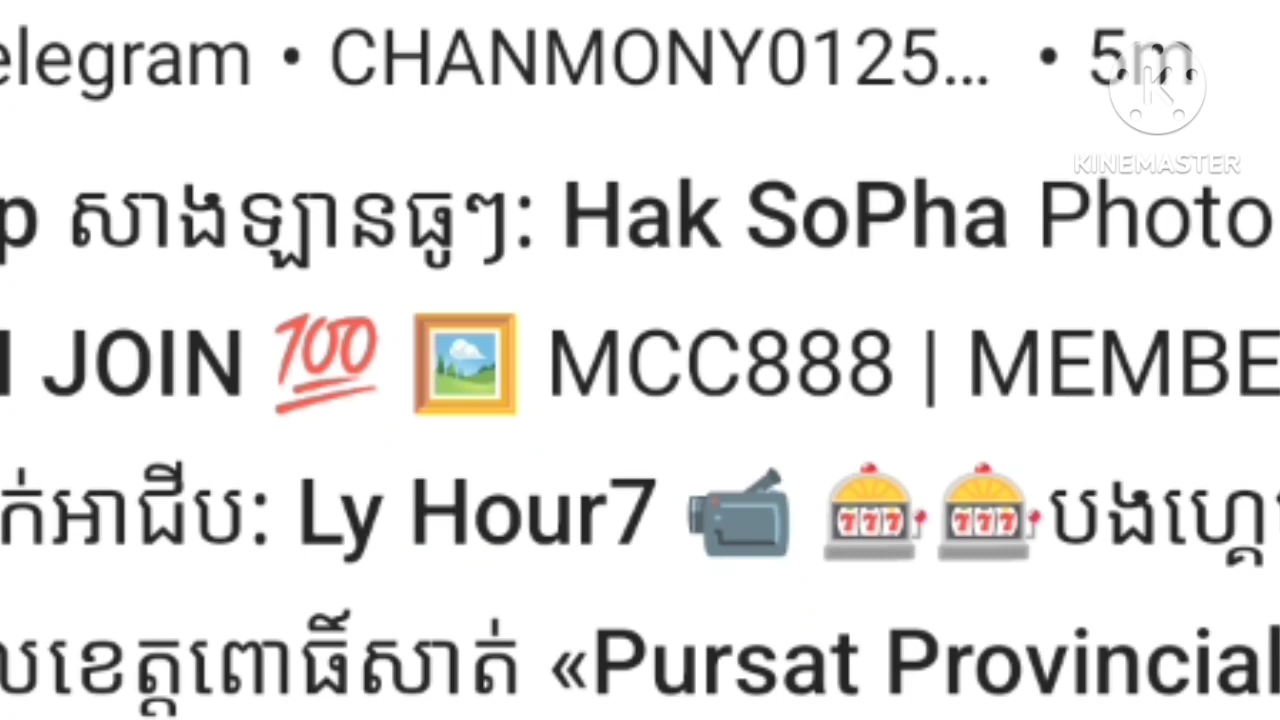 elegram • CHANMONY0125... • 5m
KINEMASTER
p សាងឡានធូៗ: Hak SoPha Photo
JOIN 💯 🖼️ MCC888 | MEMBE
ក់អាជីប: Ly Hour7 📹 🎰🎰បងហ្គេ
លខេត្តពោធិ៍សាត់ «Pursat Provincial